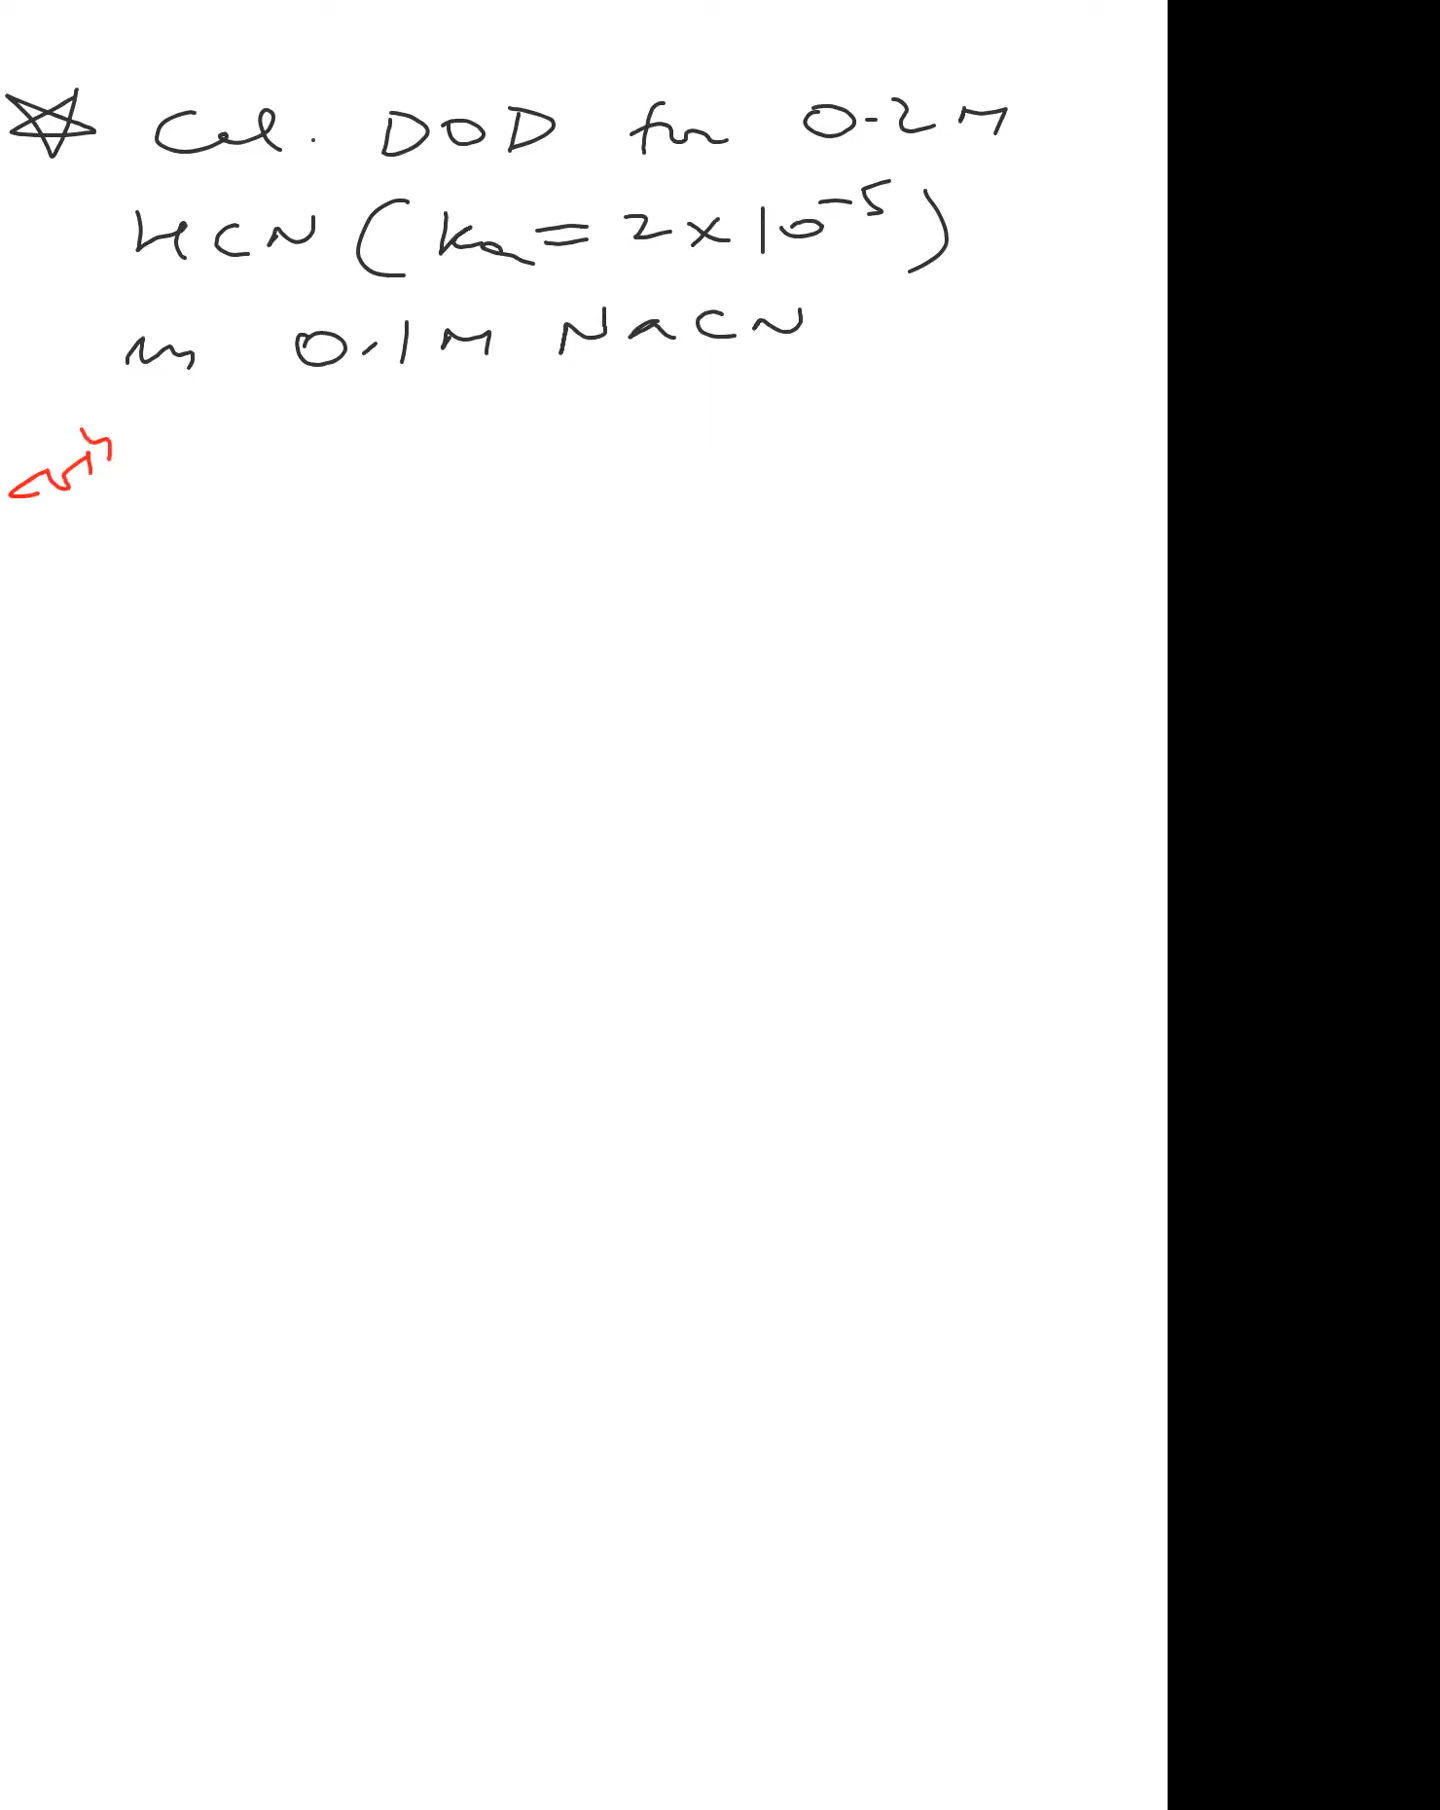 ☆ Cal. DOD for 0.2 M
HCN (Ka = 2 × 10⁻⁵)
in 0.1 M NaCN